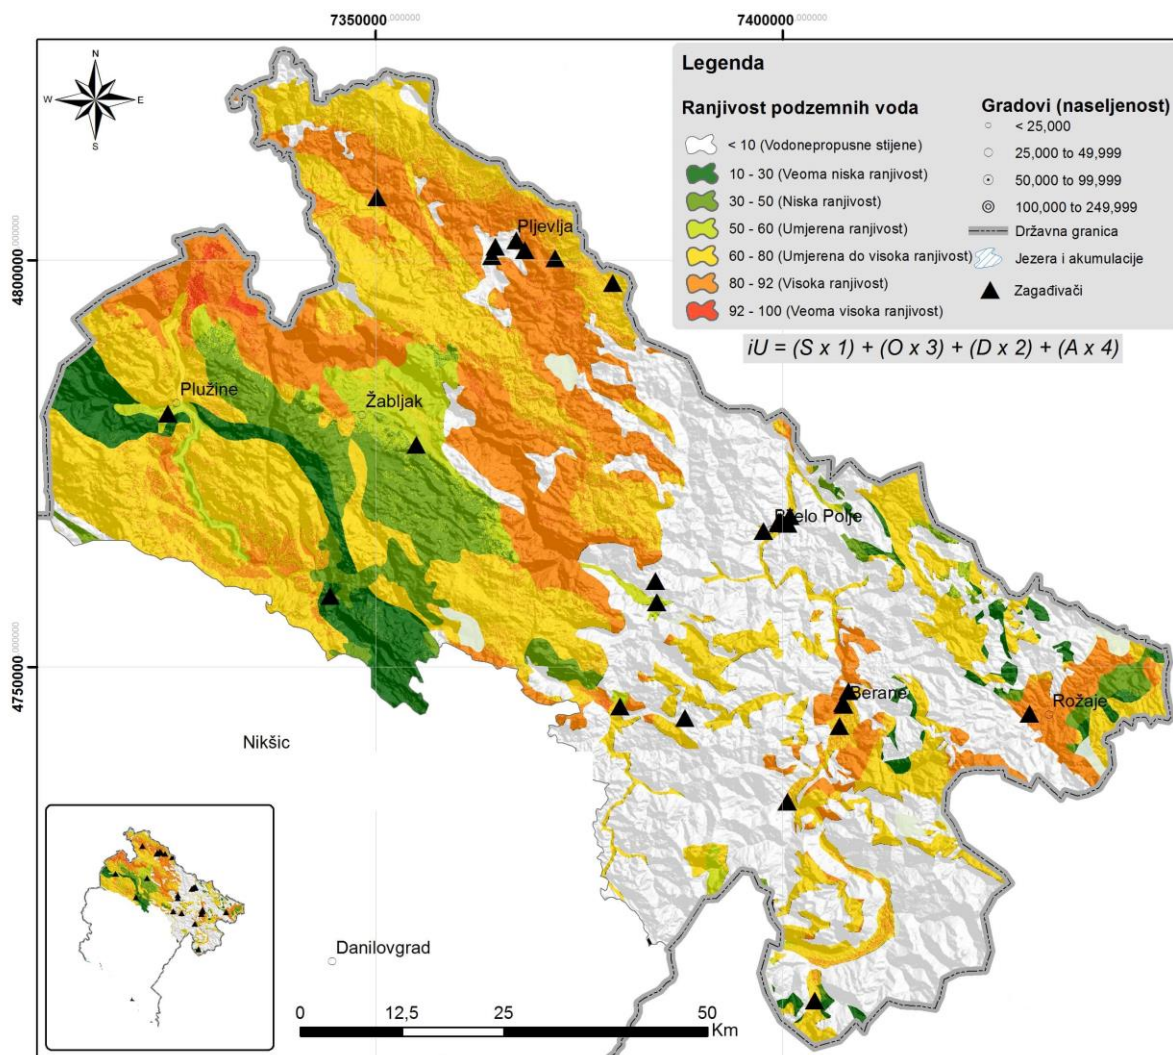 7350000,000000
7400000,000000
4800000,000000
4750000,000000
N
W
E
S
Legenda
Ranjivost podzemnih voda
< 10 (Vodonepropusne stijene)
10 - 30 (Veoma niska ranjivost)
30 - 50 (Niska ranjivost)
50 - 60 (Umjerena ranjivost)
60 - 80 (Umjerena do visoka ranjivost)
80 - 92 (Visoka ranjivost)
92 - 100 (Veoma visoka ranjivost)
Gradovi (naseljenost)
< 25,000
25,000 to 49,999
50,000 to 99,999
100,000 to 249,999
Državna granica
Jezera i akumulacije
Zagađivači
iU = (S x 1) + (O x 3) + (D x 2) + (A x 4)
Pljevlja
Plužine
Žabljak
Polje
Berane
Rožaje
Nikšic
Danilovgrad
0 12,5 25 50
Km